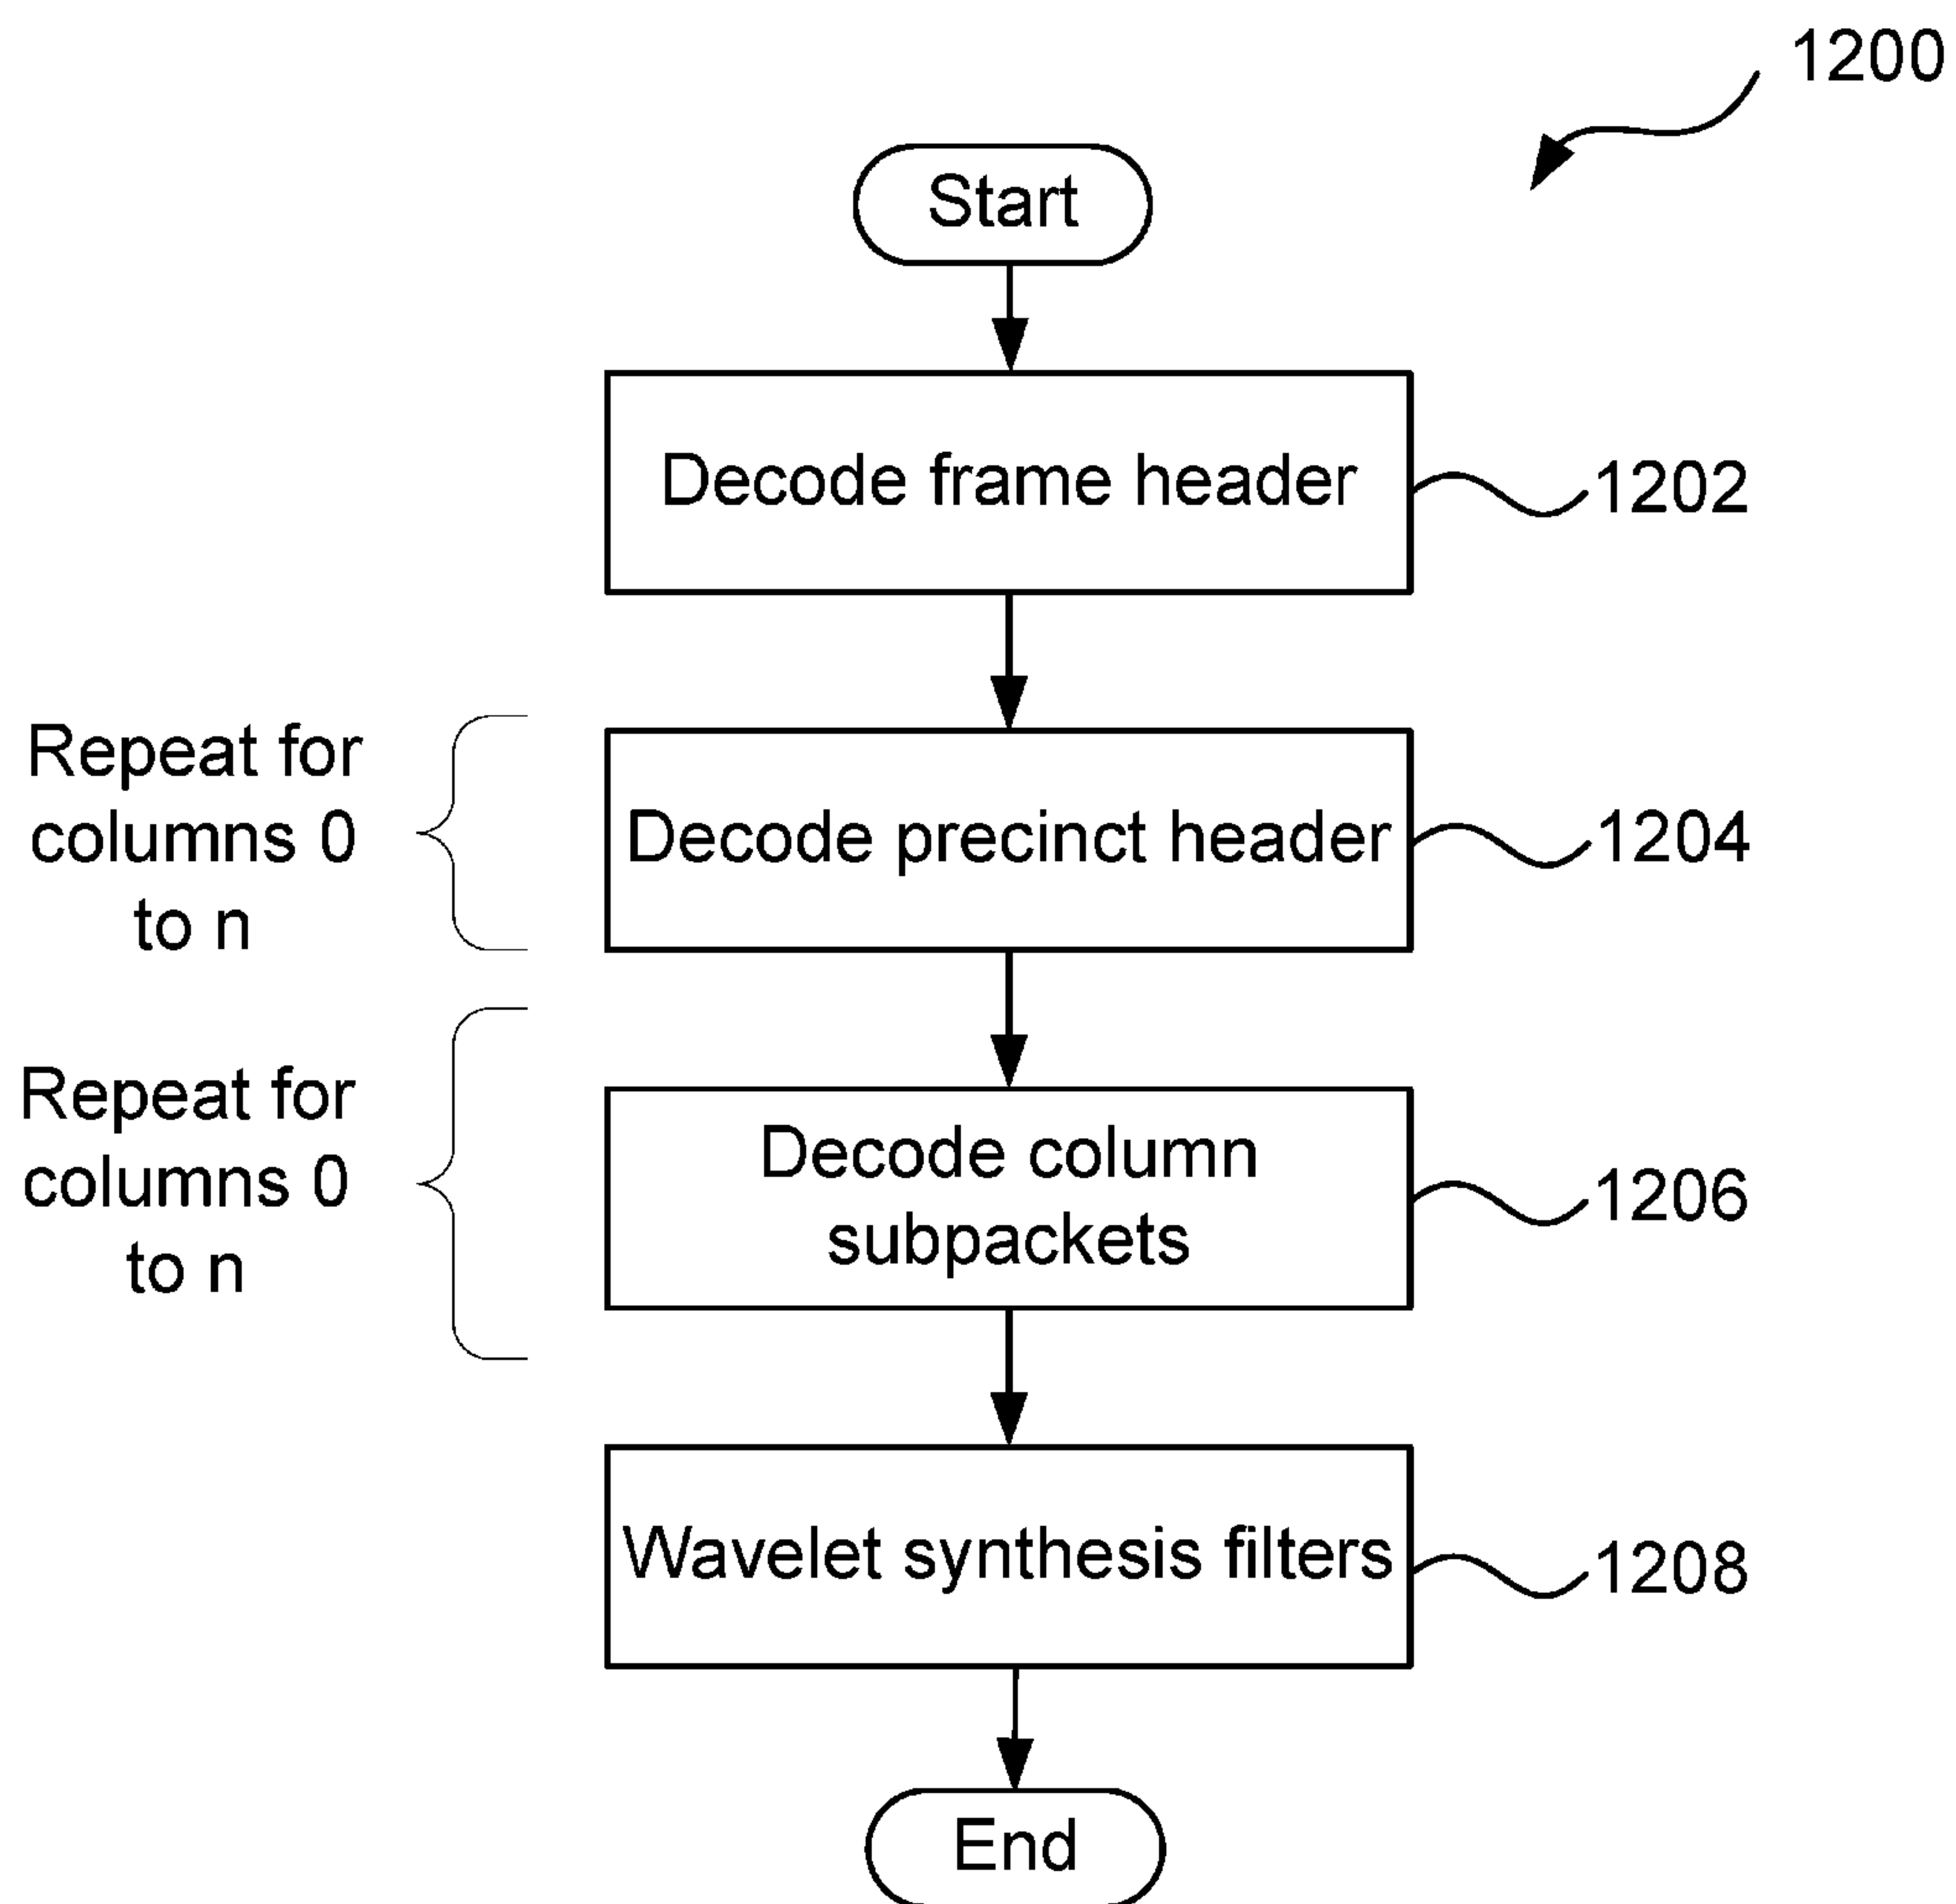 1200
Start
Decode frame header
1202
Repeat for
columns 0
to n
Decode precinct header
1204
Repeat for
columns 0
to n
Decode column
subpackets
1206
Wavelet synthesis filters
1208
End